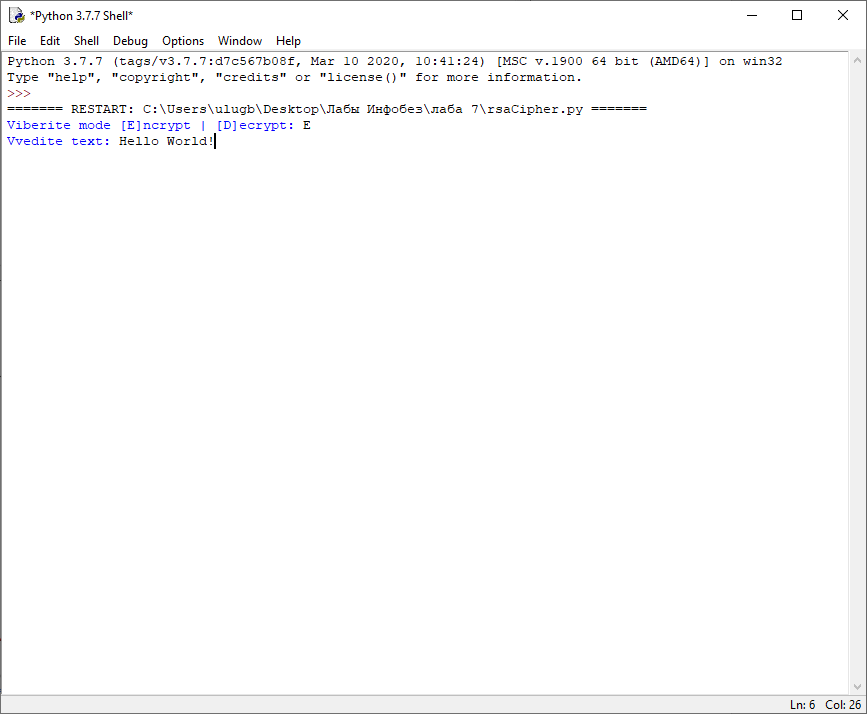 *Python 3.7.7 Shell*
File Edit Shell Debug Options Window Help
Python 3.7.7 (tags/v3.7.7:d7c567b08f, Mar 10 2020, 10:41:24) [MSC v.1900 64 bit (AMD64)] on win32
Type "help", "copyright", "credits" or "license()" for more information.
>>>
======= RESTART: C:\Users\ulugb\Desktop\Лабы Инфобез\лаба 7\rsaCipher.py =======
Viberite mode [E]ncrypt | [D]ecrypt: E
Vvedite text: Hello World!
Ln: 6 Col: 26